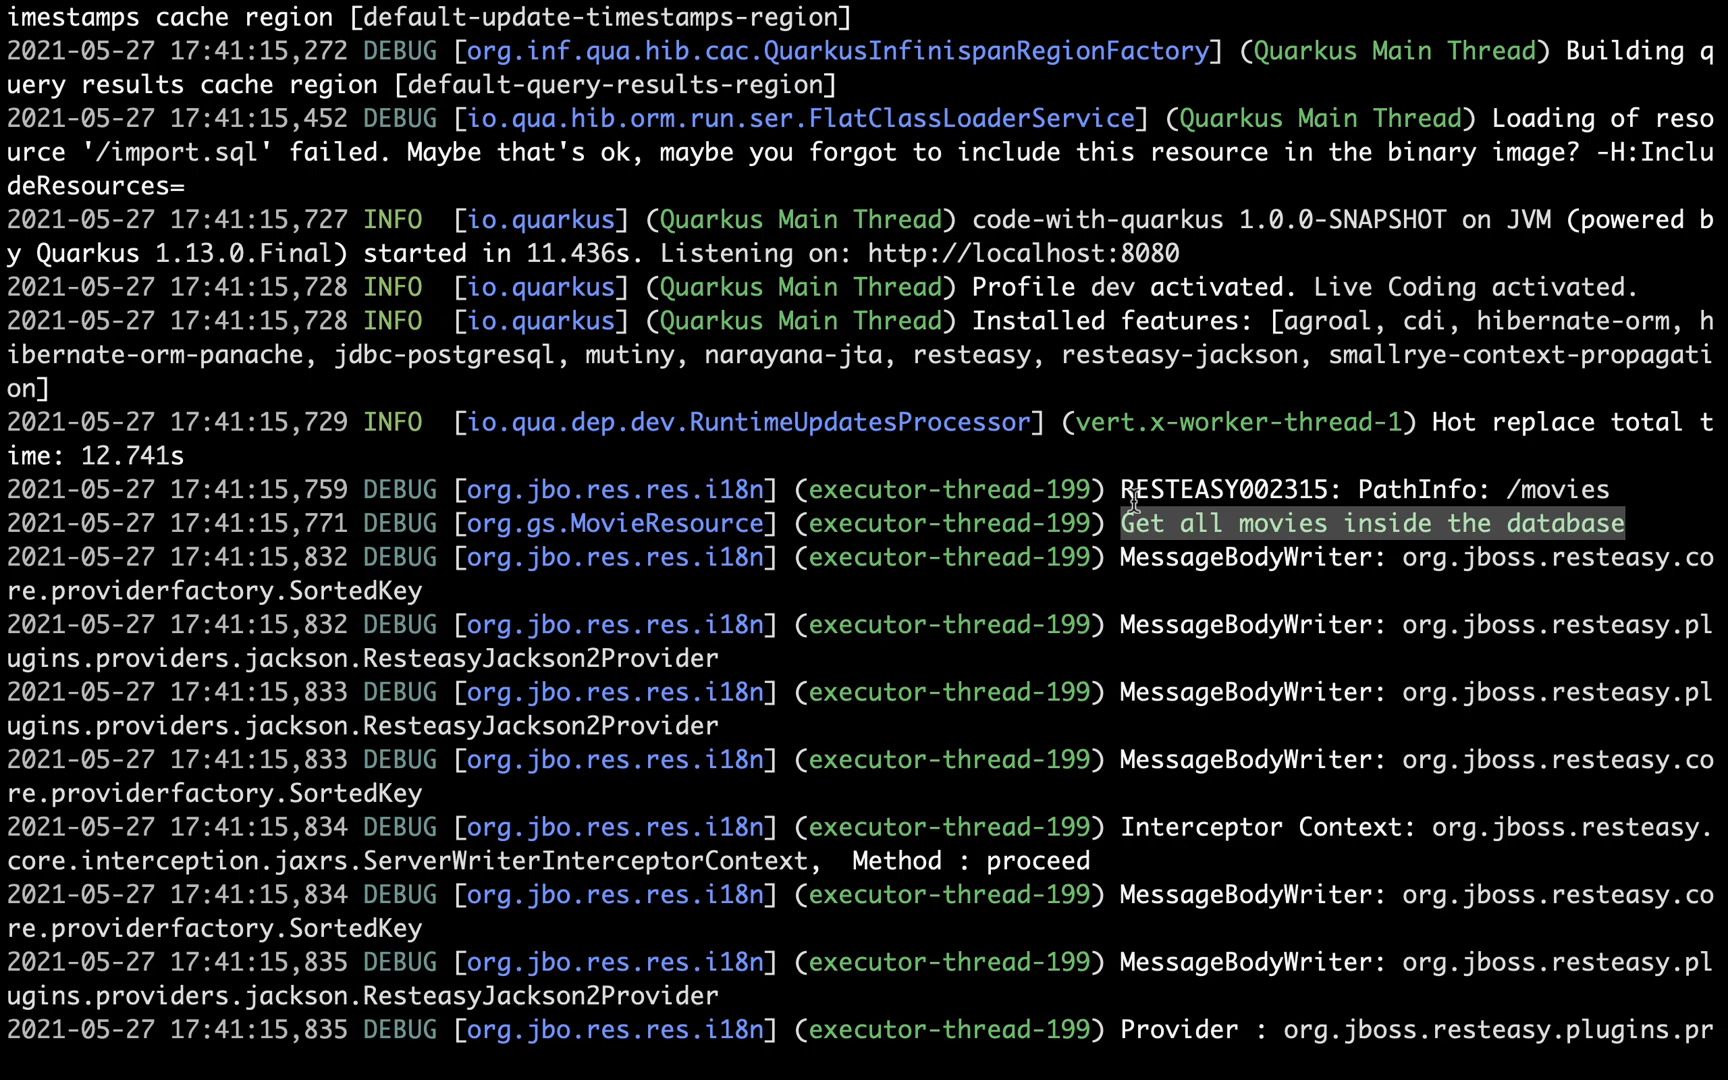 imestamps cache region [default-update-timestamps-region]
2021-05-27 17:41:15,272 DEBUG [org.inf.qua.hib.cac.QuarkusInfinispanRegionFactory] (Quarkus Main Thread) Building q
uery results cache region [default-query-results-region]
2021-05-27 17:41:15,452 DEBUG [io.qua.hib.orm.run.ser.FlatClassLoaderService] (Quarkus Main Thread) Loading of reso
urce '/import.sql' failed. Maybe that's ok, maybe you forgot to include this resource in the binary image? -H:Inclu
deResources=
2021-05-27 17:41:15,727 INFO  [io.quarkus] (Quarkus Main Thread) code-with-quarkus 1.0.0-SNAPSHOT on JVM (powered b
y Quarkus 1.13.0.Final) started in 11.436s. Listening on: http://localhost:8080
2021-05-27 17:41:15,728 INFO  [io.quarkus] (Quarkus Main Thread) Profile dev activated. Live Coding activated.
2021-05-27 17:41:15,728 INFO  [io.quarkus] (Quarkus Main Thread) Installed features: [agroal, cdi, hibernate-orm, h
ibernate-orm-panache, jdbc-postgresql, mutiny, narayana-jta, resteasy, resteasy-jackson, smallrye-context-propagati
on]
2021-05-27 17:41:15,729 INFO  [io.qua.dep.dev.RuntimeUpdatesProcessor] (vert.x-worker-thread-1) Hot replace total t
ime: 12.741s
2021-05-27 17:41:15,759 DEBUG [org.jbo.res.res.i18n] (executor-thread-199) RESTEASY002315: PathInfo: /movies
2021-05-27 17:41:15,771 DEBUG [org.gs.MovieResource] (executor-thread-199) Get all movies inside the database
2021-05-27 17:41:15,832 DEBUG [org.jbo.res.res.i18n] (executor-thread-199) MessageBodyWriter: org.jboss.resteasy.co
re.providerfactory.SortedKey
2021-05-27 17:41:15,832 DEBUG [org.jbo.res.res.i18n] (executor-thread-199) MessageBodyWriter: org.jboss.resteasy.pl
ugins.providers.jackson.ResteasyJackson2Provider
2021-05-27 17:41:15,833 DEBUG [org.jbo.res.res.i18n] (executor-thread-199) MessageBodyWriter: org.jboss.resteasy.pl
ugins.providers.jackson.ResteasyJackson2Provider
2021-05-27 17:41:15,833 DEBUG [org.jbo.res.res.i18n] (executor-thread-199) MessageBodyWriter: org.jboss.resteasy.co
re.providerfactory.SortedKey
2021-05-27 17:41:15,834 DEBUG [org.jbo.res.res.i18n] (executor-thread-199) Interceptor Context: org.jboss.resteasy.
core.interception.jaxrs.ServerWriterInterceptorContext,  Method : proceed
2021-05-27 17:41:15,834 DEBUG [org.jbo.res.res.i18n] (executor-thread-199) MessageBodyWriter: org.jboss.resteasy.co
re.providerfactory.SortedKey
2021-05-27 17:41:15,835 DEBUG [org.jbo.res.res.i18n] (executor-thread-199) MessageBodyWriter: org.jboss.resteasy.pl
ugins.providers.jackson.ResteasyJackson2Provider
2021-05-27 17:41:15,835 DEBUG [org.jbo.res.res.i18n] (executor-thread-199) Provider : org.jboss.resteasy.plugins.pr